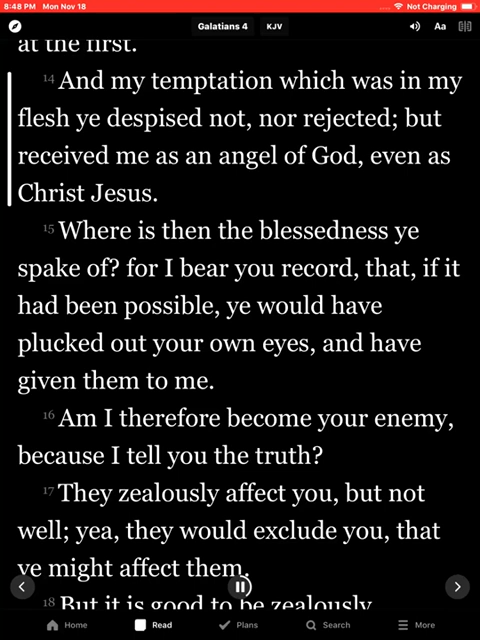 8:48 PM Mon Nov 18 Not Charging
Galatians 4 KJV Aa
at the first.
14 And my temptation which was in my
flesh ye despised not, nor rejected; but
received me as an angel of God, even as
Christ Jesus.
15 Where is then the blessedness ye
spake of? for I bear you record, that, if it
had been possible, ye would have
plucked out your own eyes, and have
given them to me.
16 Am I therefore become your enemy,
because I tell you the truth?
17 They zealously affect you, but not
well; yea, they would exclude you, that
ye might affect them.
18 But it is good to be zealously
Home Read Plans Search More